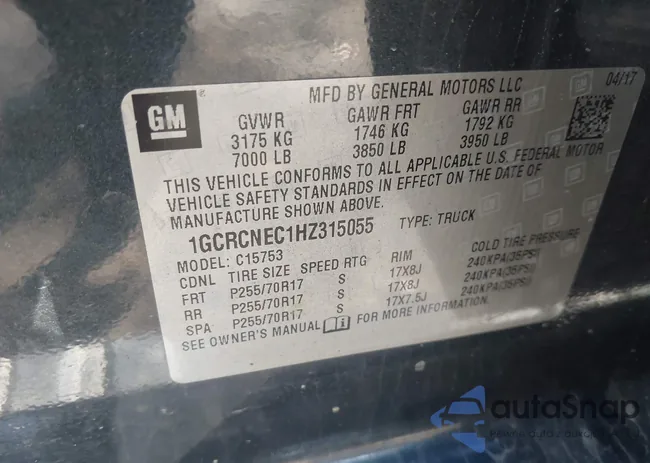 GM
MFD BY GENERAL MOTORS LLC 04/17
GVWR GAWR FRT GAWR RR
3175 KG 1746 KG 1792 KG
7000 LB 3850 LB 3950 LB
THIS VEHICLE CONFORMS TO ALL APPLICABLE U.S. FEDERAL MOTOR
VEHICLE SAFETY STANDARDS IN EFFECT ON THE DATE OF
MANUFACTURE SHOWN ABOVE.
1GCRCNEC1HZ315055 TYPE: TRUCK
MODEL: C15753
CDNL TIRE SIZE SPEED RTG RIM COLD TIRE PRESSURE
FRT P255/70R17 S 17X8J 240KPA(35PSI)
RR P255/70R17 S 17X8J 240KPA(35PSI)
SPA P255/70R17 S 17X7.5J 240KPA(35PSI)
SEE OWNER'S MANUAL FOR MORE INFORMATION.
autoSnap
pewne auto z europy